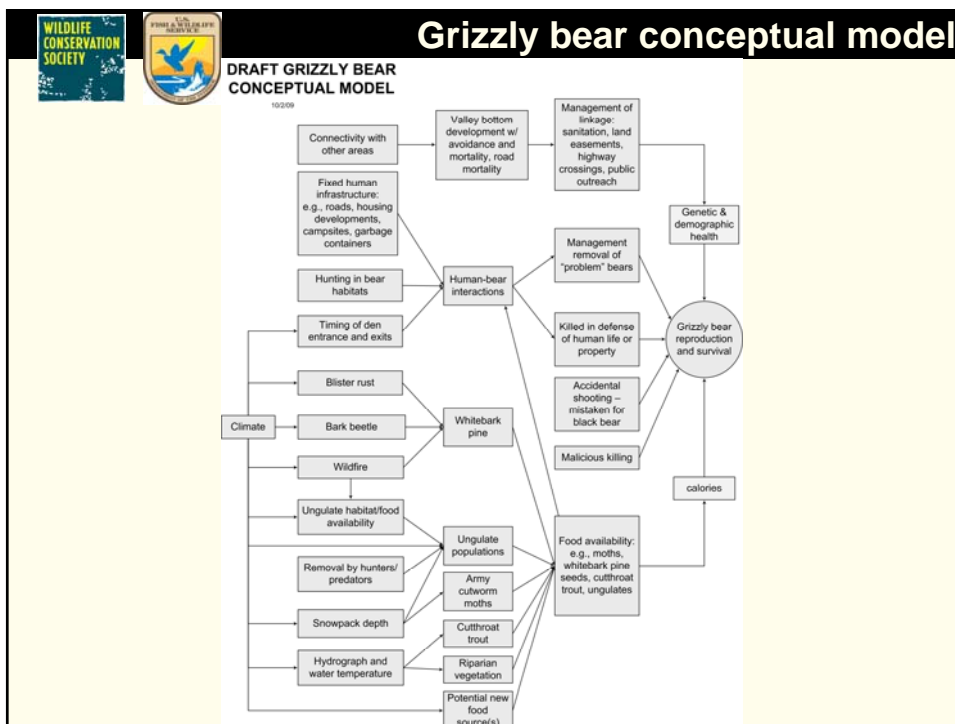 WILDLIFE
CONSERVATION
SOCIETY
U.S.
FISH & WILDLIFE
SERVICE
Grizzly bear conceptual model
DRAFT GRIZZLY BEAR
CONCEPTUAL MODEL
10/2/09
Connectivity with
other areas
Valley bottom
development w/
avoidance and
mortality, road
mortality
Management of
linkage:
sanitation, land
easements,
highway
crossings, public
outreach
Fixed human
infrastructure:
e.g., roads, housing
developments,
campsites, garbage
containers
Genetic &
demographic
health
Management
removal of
"problem" bears
Hunting in bear
habitats
Human-bear
interactions
Timing of den
entrance and exits
Killed in defense
of human life or
property
Grizzly bear
reproduction
and survival
Blister rust
Accidental
shooting –
mistaken for
black bear
Climate
Bark beetle
Whitebark
pine
Malicious killing
Wildfire
calories
Ungulate habitat/food
availability
Ungulate
populations
Food availability:
e.g., moths,
whitebark pine
seeds, cutthroat
trout, ungulates
Removal by hunters/
predators
Army
cutworm
moths
Snowpack depth
Cutthroat
trout
Hydrograph and
water temperature
Riparian
vegetation
Potential new
food
source(s)